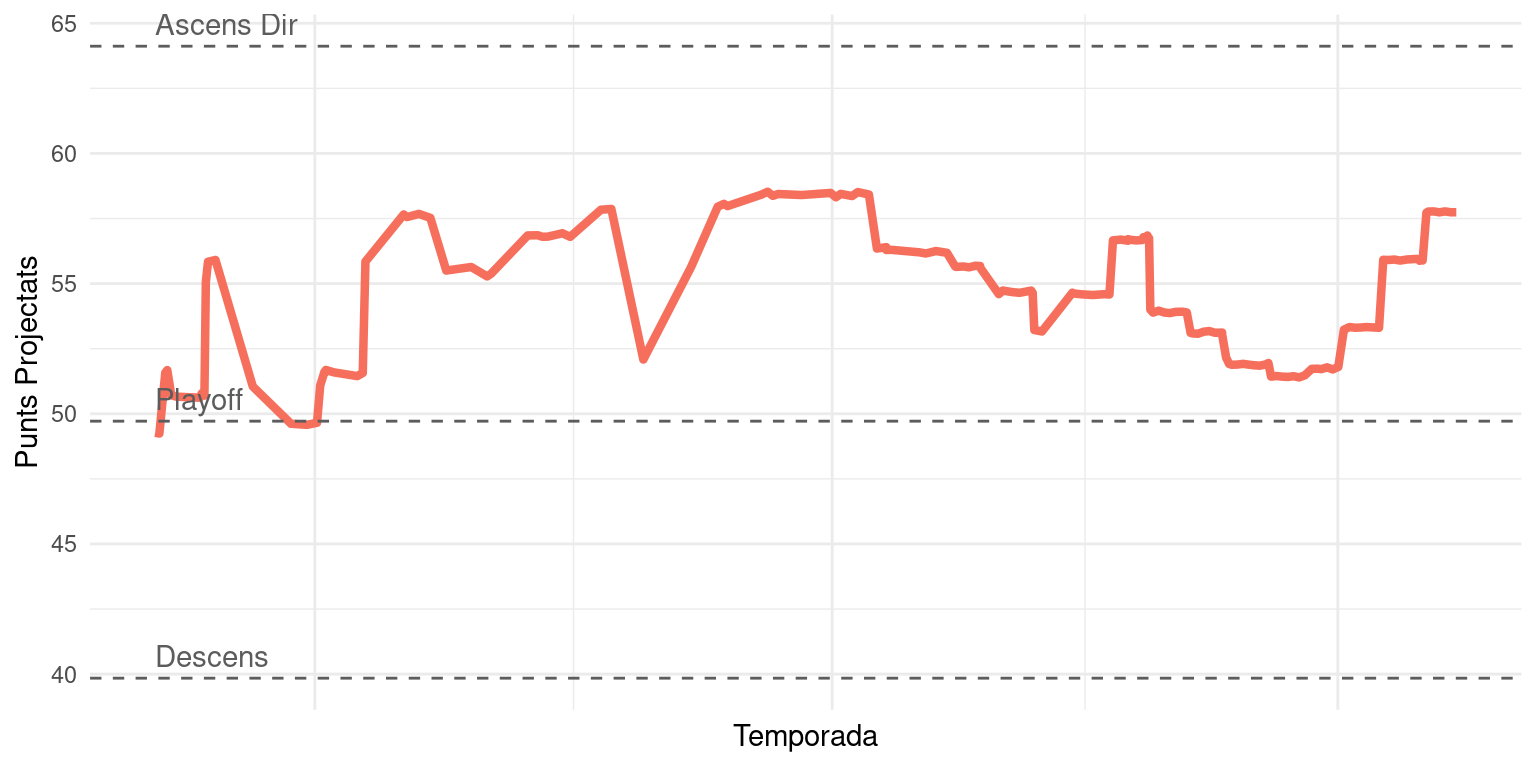 65
Ascens Dir
60
55
Playoff
50
45
Descens
40
Punts Projectats
Temporada